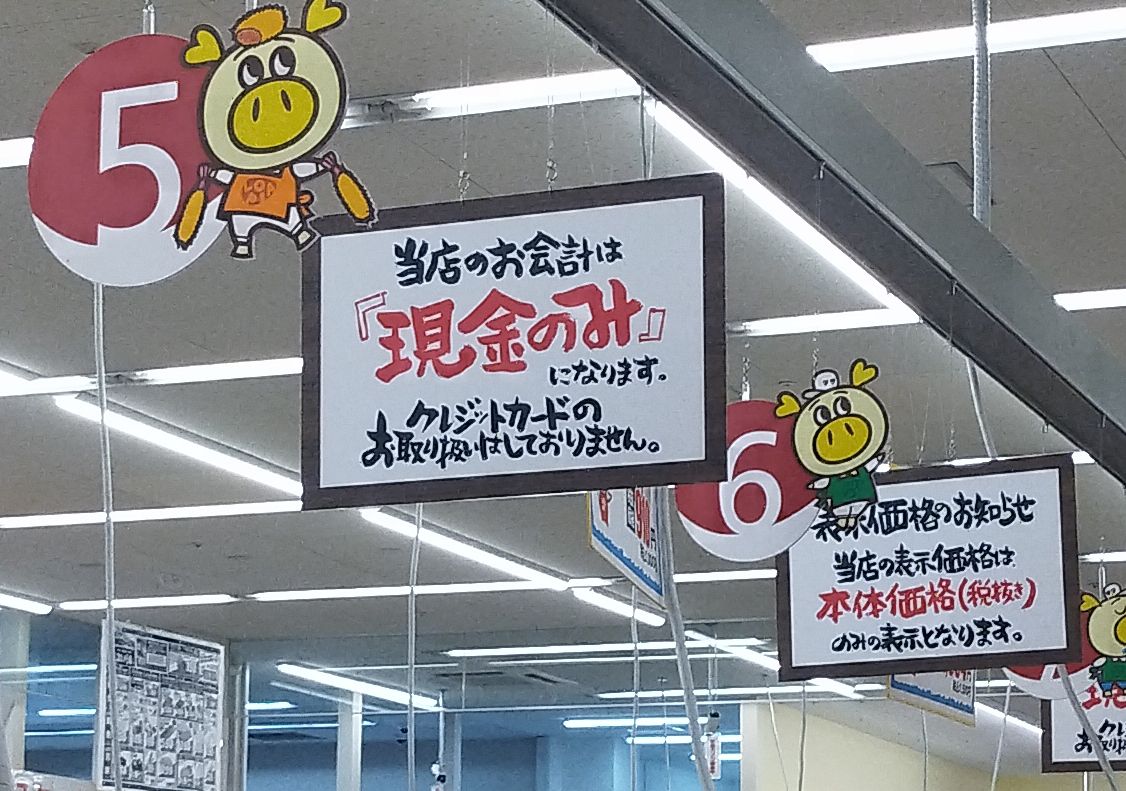 5
当店のお会計は
『現金のみ』
になります。
クレジットカードの
お取り扱いはしておりません。
6
表示価格のお知らせ
当店の表示価格は
本体価格(税抜き)
のみの表示となります。